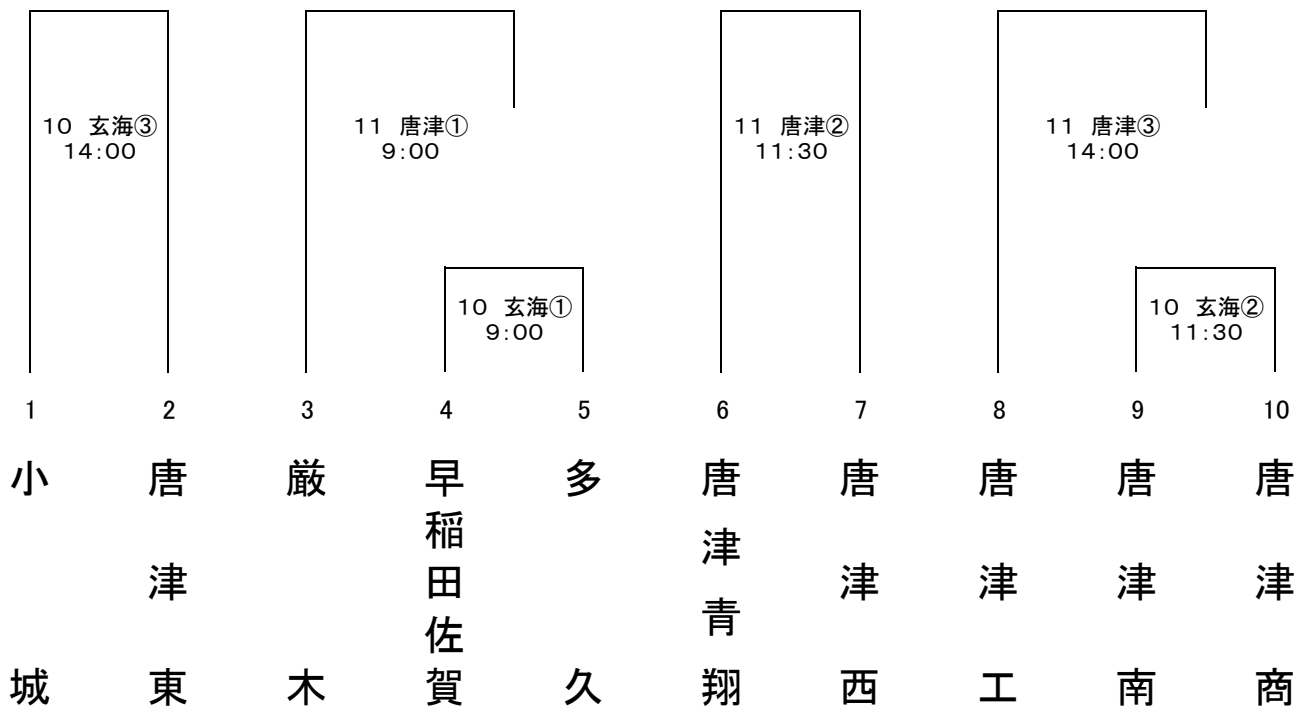 10 玄海③
14:00
11 唐津①
9:00
11 唐津②
11:30
11 唐津③
14:00
10 玄海①
9:00
10 玄海②
11:30
1
2
3
4
5
6
7
8
9
10
小城
唐津東
厳木
早稲田佐賀
多久
唐津青翔
唐津西
唐津工
唐津南
唐津商